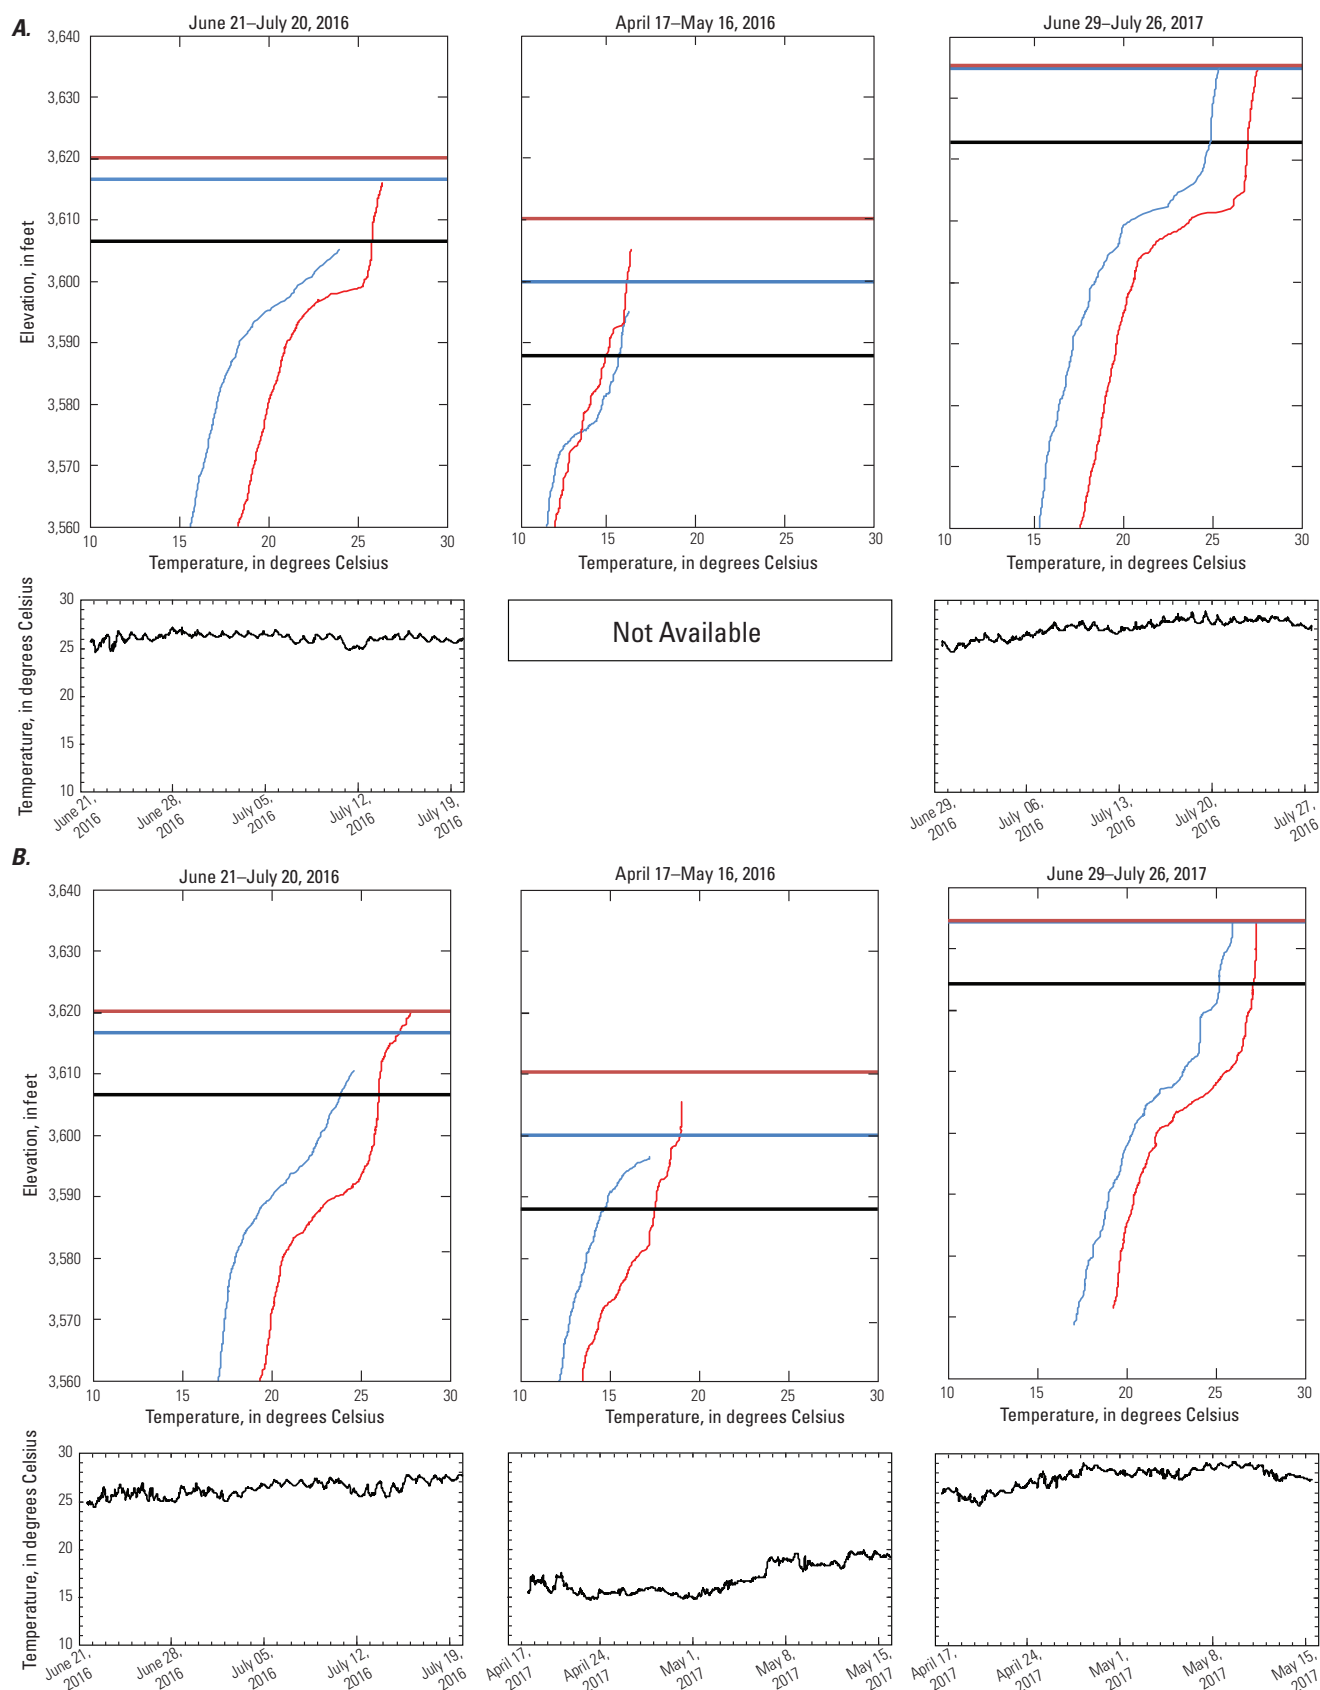 A.
June 21–July 20, 2016
April 17–May 16, 2016
June 29–July 26, 2017
Elevation, in feet
3,640
3,630
3,620
3,610
3,600
3,590
3,580
3,570
3,560
10 15 20 25 30
10 15 20 25 30
10 15 20 25 30
Temperature, in degrees Celsius
Temperature, in degrees Celsius
Temperature, in degrees Celsius
Temperature, in degrees Celsius
30
25
20
15
10
Not Available
June 21, 2016
June 28, 2016
July 05, 2016
July 12, 2016
July 19, 2016
June 29, 2016
July 06, 2016
July 13, 2016
July 20, 2016
July 27, 2016
B.
June 21–July 20, 2016
April 17–May 16, 2016
June 29–July 26, 2017
Elevation, in feet
3,640
3,630
3,620
3,610
3,600
3,590
3,580
3,570
3,560
10 15 20 25 30
10 15 20 25 30
10 15 20 25 30
Temperature, in degrees Celsius
Temperature, in degrees Celsius
Temperature, in degrees Celsius
Temperature, in degrees Celsius
30
25
20
15
10
June 21, 2016
June 28, 2016
July 05, 2016
July 12, 2016
July 19, 2016
April 17, 2017
April 24, 2017
May 1, 2017
May 8, 2017
May 15, 2017
April 17, 2017
April 24, 2017
May 1, 2017
May 8, 2017
May 15, 2017